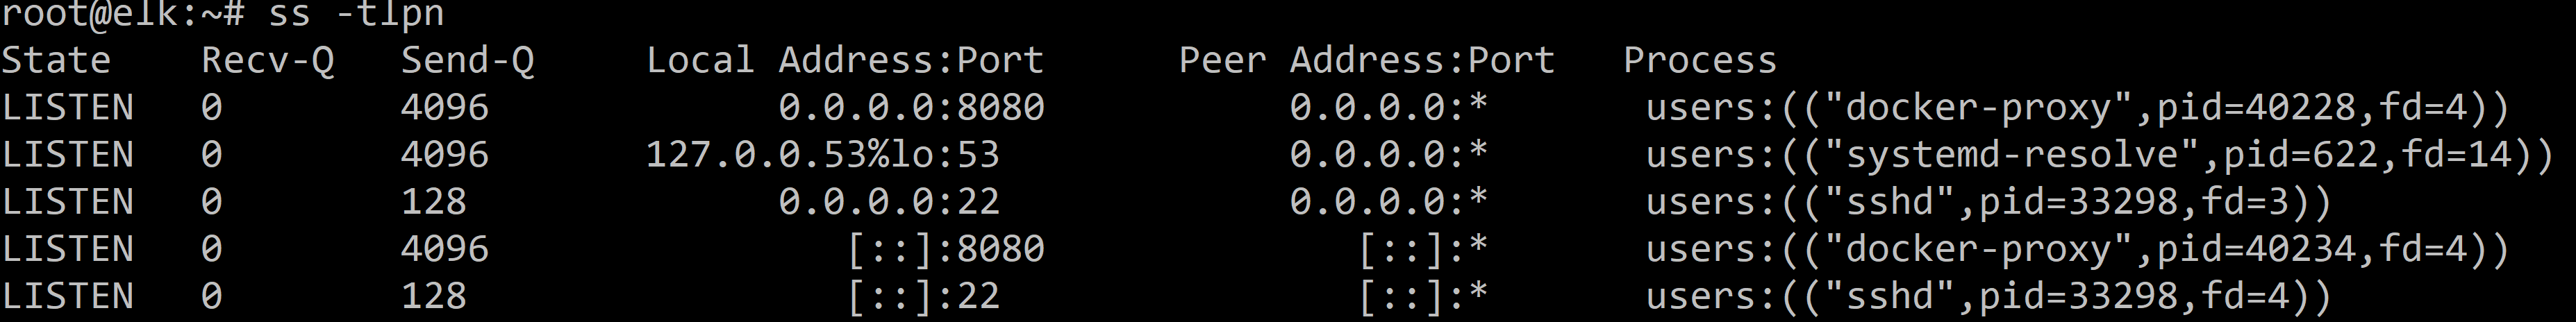 root@elk:~# ss -tlpn
State    Recv-Q   Send-Q     Local Address:Port      Peer Address:Port   Process
LISTEN   0        4096             0.0.0.0:8080           0.0.0.0:*       users:(("docker-proxy",pid=40228,fd=4))
LISTEN   0        4096       127.0.0.53%lo:53             0.0.0.0:*       users:(("systemd-resolve",pid=622,fd=14))
LISTEN   0        128              0.0.0.0:22             0.0.0.0:*       users:(("sshd",pid=33298,fd=3))
LISTEN   0        4096                [::]:8080              [::]:*       users:(("docker-proxy",pid=40234,fd=4))
LISTEN   0        128                 [::]:22                [::]:*       users:(("sshd",pid=33298,fd=4))